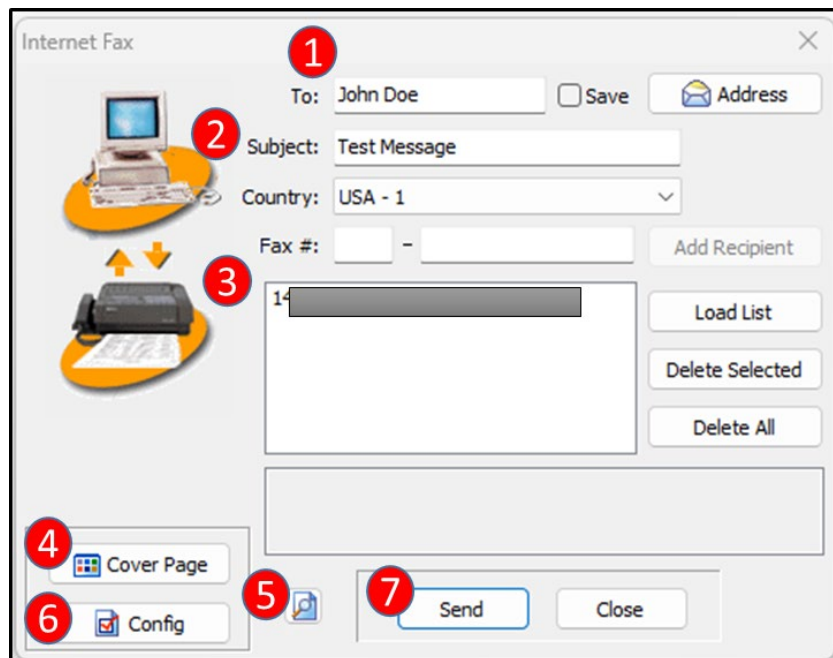 Internet Fax
1
To: John Doe Save Address
2
Subject: Test Message
Country: USA - 1
Fax #: - Add Recipient
3
14
Load List
Delete Selected
Delete All
4 Cover Page
5
6 Config
7 Send Close